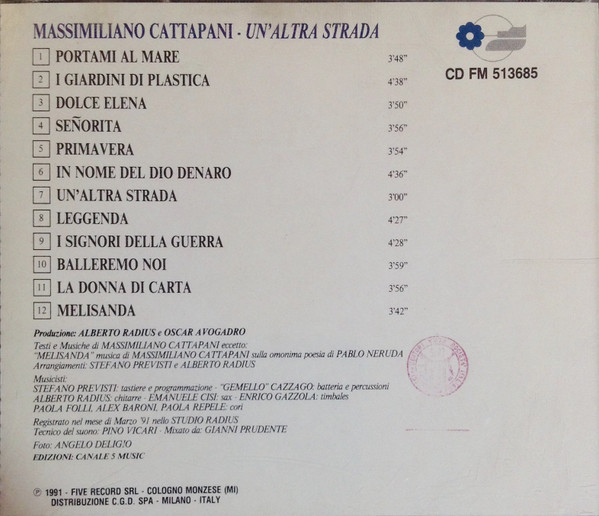 MASSIMILIANO CATTAPANI - UN'ALTRA STRADA
CD FM 513685
1 PORTAMI AL MARE 3'48"
2 I GIARDINI DI PLASTICA 4'38"
3 DOLCE ELENA 3'50"
4 SEÑORITA 3'56"
5 PRIMAVERA 3'54"
6 IN NOME DEL DIO DENARO 4'36"
7 UN'ALTRA STRADA 3'00"
8 LEGGENDA 4'27"
9 I SIGNORI DELLA GUERRA 4'28"
10 BALLEREMO NOI 3'59"
11 LA DONNA DI CARTA 3'56"
12 MELISANDA 3'42"
Produzione: ALBERTO RADIUS e OSCAR AVOGADRO
Testi e Musiche di MASSIMILIANO CATTAPANI eccetto:
"MELISANDA" musica di MASSIMILIANO CATTAPANI sulla omonima poesia di PABLO NERUDA
Arrangiamenti: STEFANO PREVISTI e ALBERTO RADIUS
Musicisti:
STEFANO PREVISTI: tastiere e programmazione - "GEMELLO" CAZZAGO: batteria e percussioni
ALBERTO RADIUS: chitarre - EMANUELE CISI: sax - ENRICO GAZZOLA: timbales
PAOLA FOLLI, ALEX BARONI, PAOLA REPELE: cori
Registrato nel mese di Marzo '91 nello STUDIO RADIUS
Tecnico del suono: PINO VICARI - Mixato da: GIANNI PRUDENTE
Foto: ANGELO DELIGIO
EDIZIONI: CANALE 5 MUSIC
℗ 1991 - FIVE RECORD SRL - COLOGNO MONZESE (MI)
DISTRIBUZIONE C.G.D. SPA - MILANO - ITALY